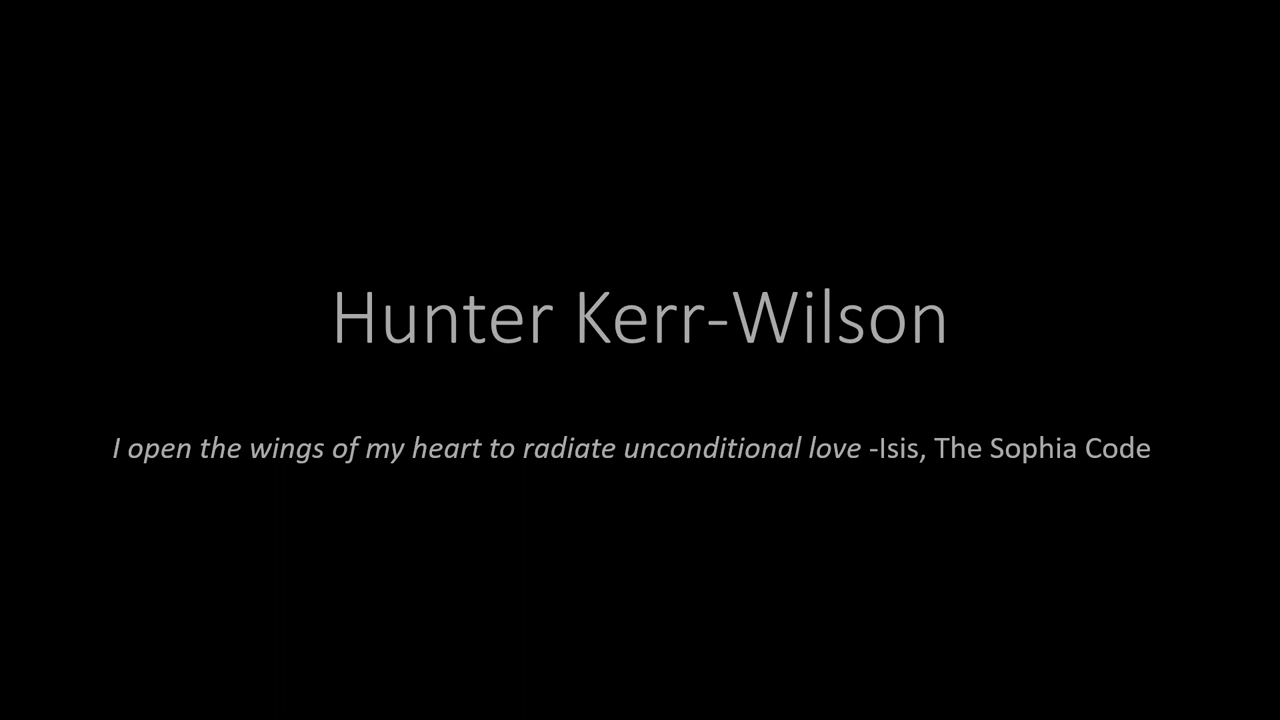 Hunter Kerr-Wilson
I open the wings of my heart to radiate unconditional love -Isis, The Sophia Code